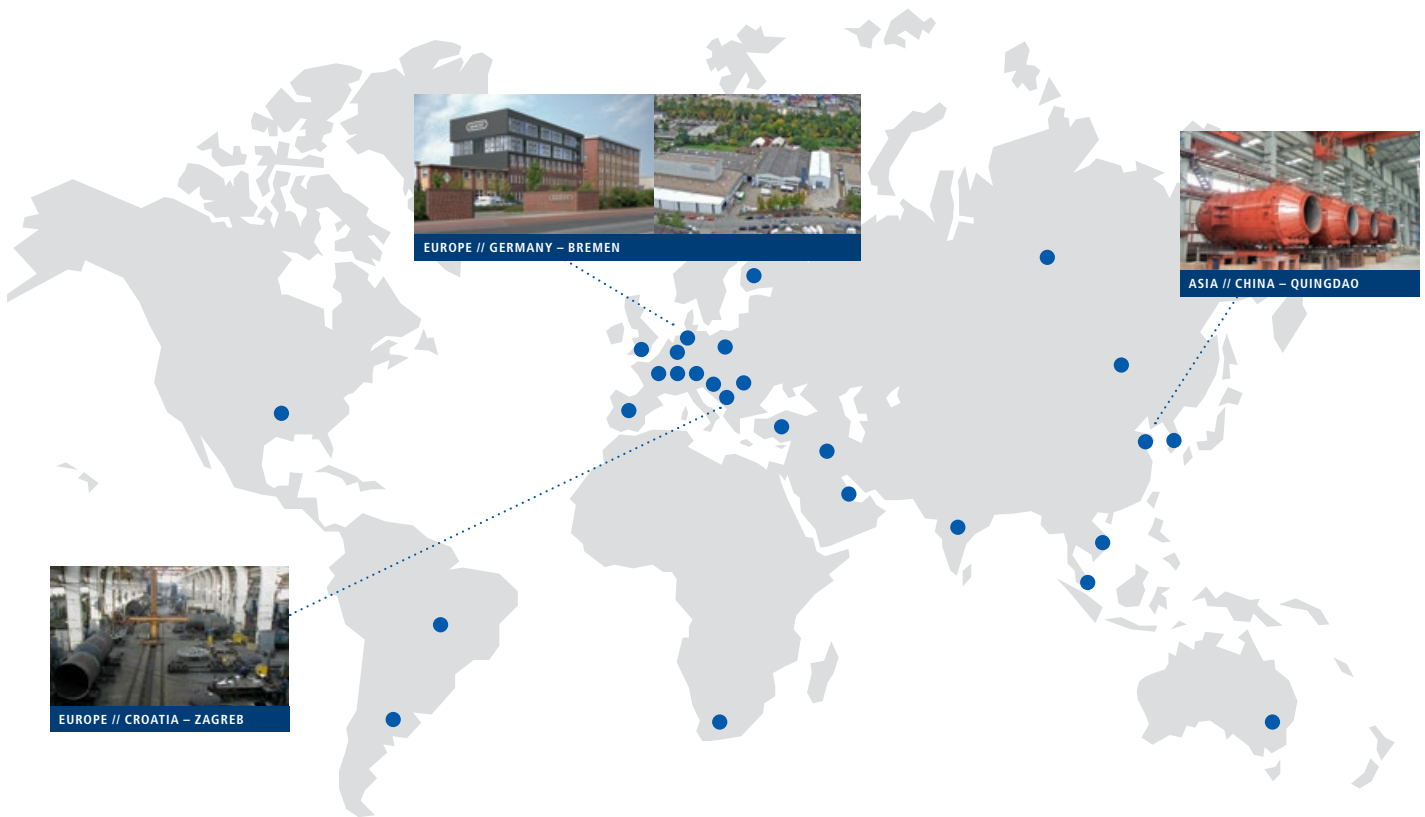 EUROPE // GERMANY – BREMEN
ASIA // CHINA – QUINGDAO
EUROPE // CROATIA – ZAGREB